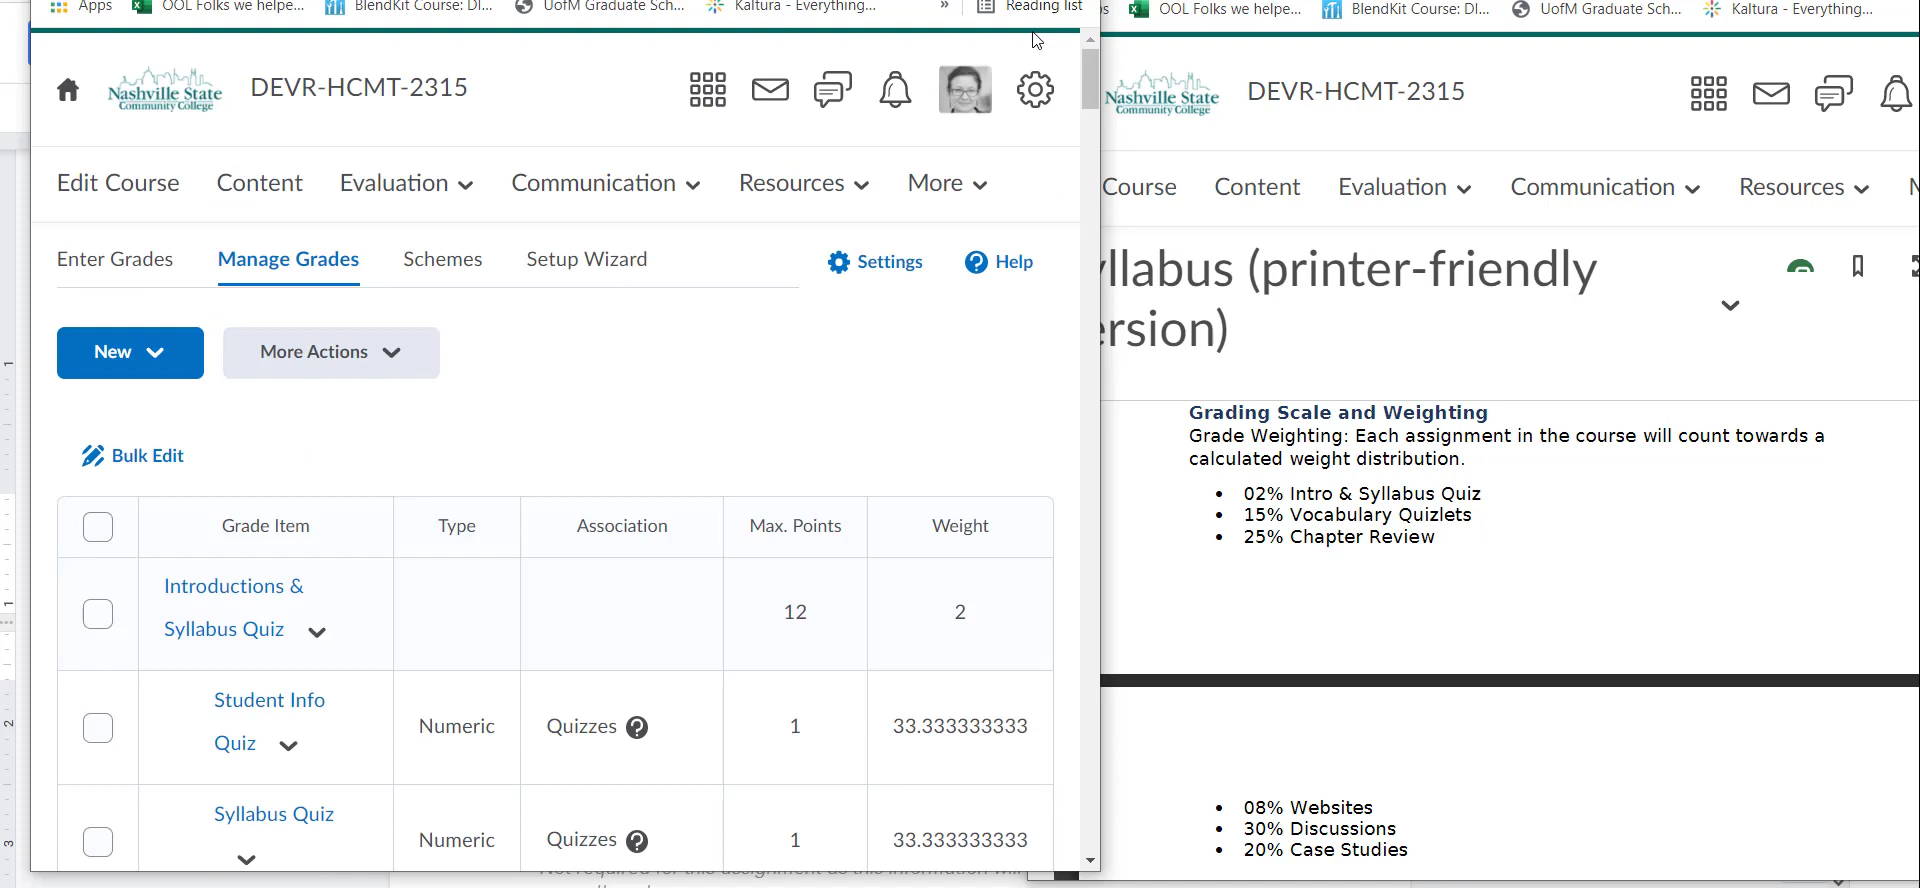 Apps
OOL Folks we helpe...
BlendKit Course: DI...
UofM Graduate Sch...
Kaltura - Everything...
»
Reading list
Nashville State
Community College
DEVR-HCMT-2315
Edit Course
Content
Evaluation
Communication
Resources
More
Enter Grades
Manage Grades
Schemes
Setup Wizard
Settings
Help
New
More Actions
Bulk Edit
Grade Item
Type
Association
Max. Points
Weight
Introductions &
Syllabus Quiz
12
2
Student Info
Quiz
Numeric
Quizzes
1
33.333333333
Syllabus Quiz
Numeric
Quizzes
1
33.333333333
OOL Folks we helpe...
BlendKit Course: DI...
UofM Graduate Sch...
Kaltura - Everything...
Nashville State
Community College
DEVR-HCMT-2315
Course
Content
Evaluation
Communication
Resources
yllabus (printer-friendly
ersion)
Grading Scale and Weighting
Grade Weighting: Each assignment in the course will count towards a
calculated weight distribution.
• 02% Intro & Syllabus Quiz
• 15% Vocabulary Quizlets
• 25% Chapter Review
• 08% Websites
• 30% Discussions
• 20% Case Studies
1
1
2
3